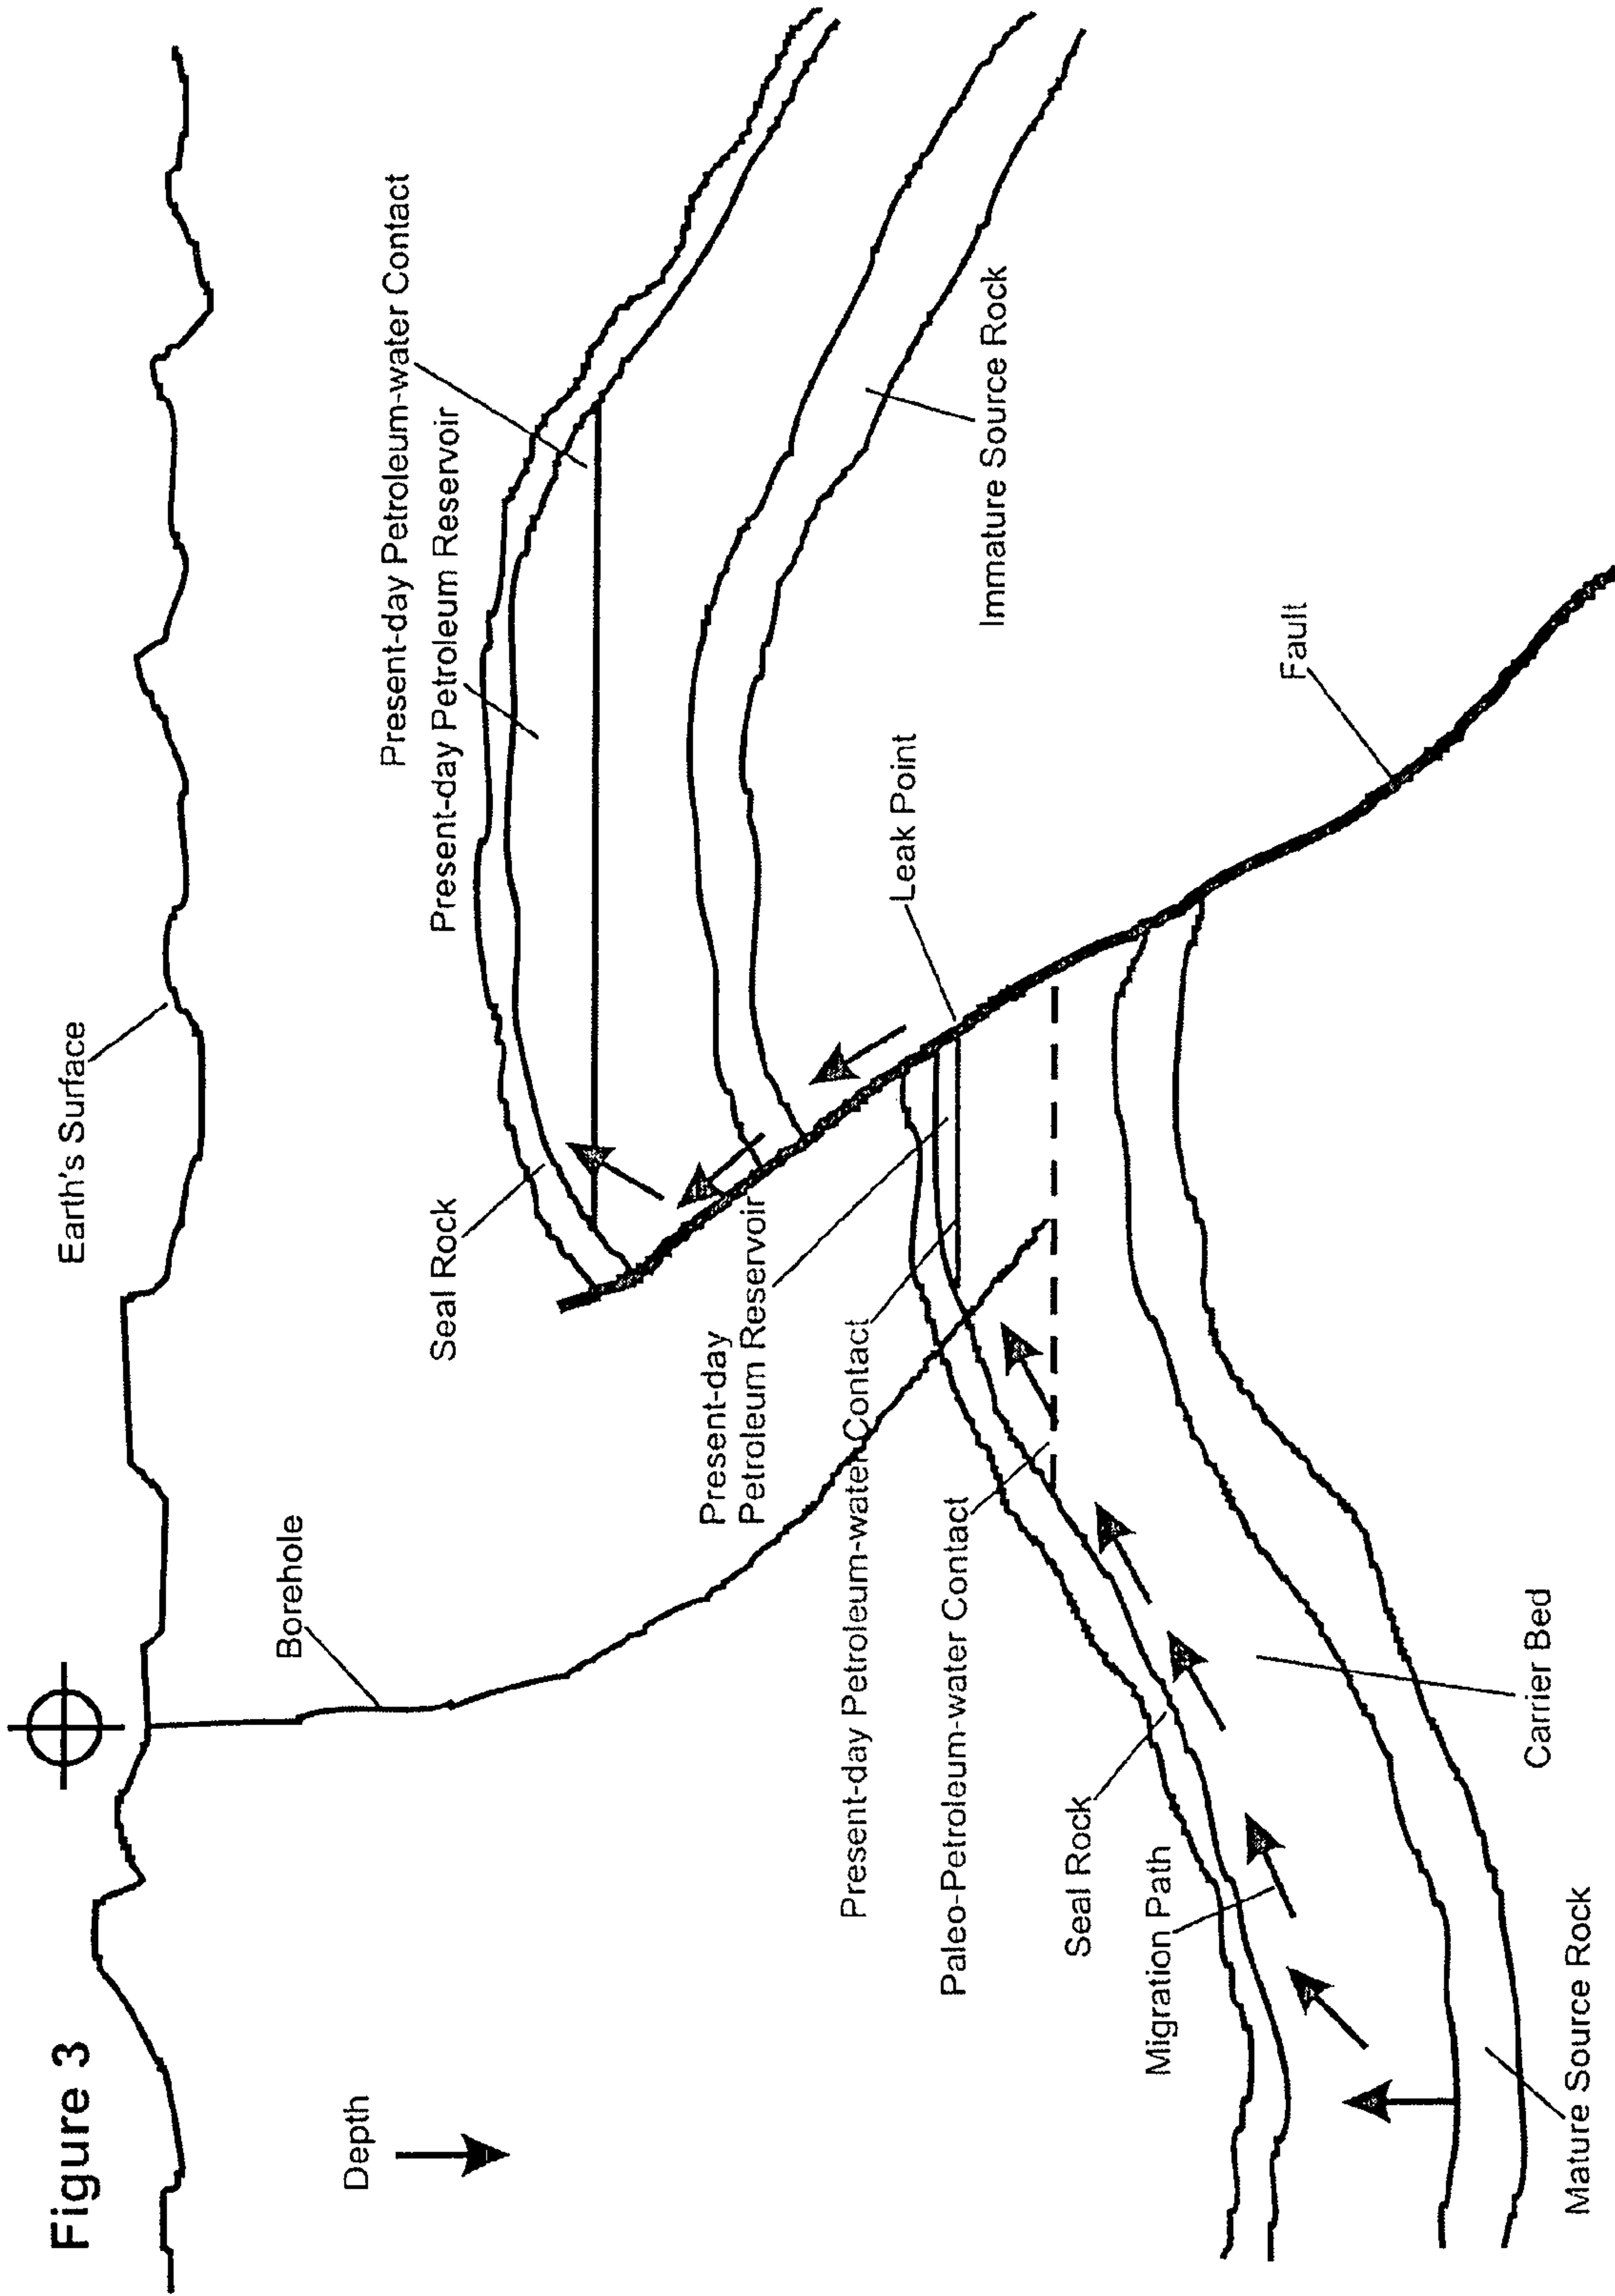 Figure 3
Earth's Surface
Depth
Borehole
Seal Rock
Present-day Petroleum-water Contact
Present-day Petroleum Reservoir
Present-day
Petroleum Reservoir
Present-day Petroleum-water Contact
Leak Point
Immature Source Rock
Paleo-Petroleum-water Contact
Seal Rock
Migration Path
Fault
Carrier Bed
Mature Source Rock